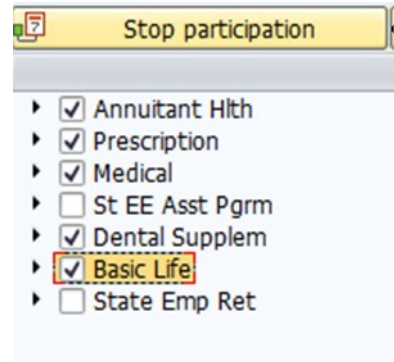 Stop participation
Annuitant Hlth
Prescription
Medical
St EE Asst Pgrm
Dental Supplem
Basic Life
State Emp Ret